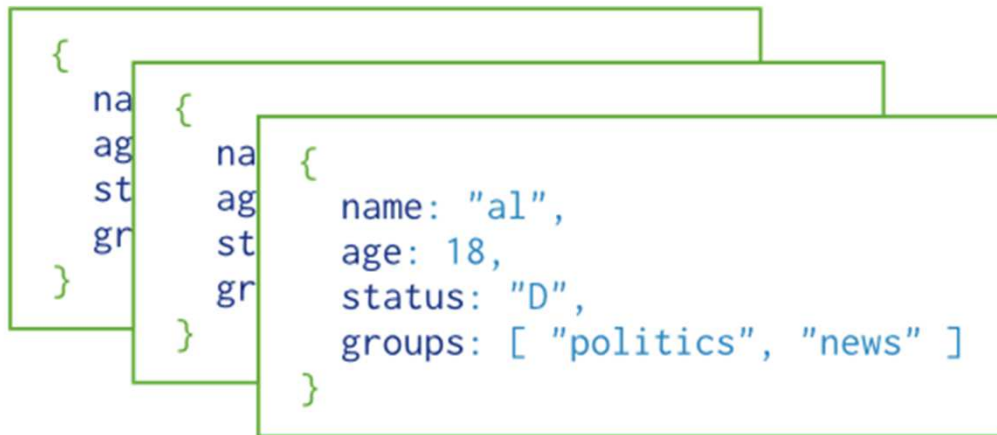 {
na
ag
st
gr
}
{
na
ag
st
gr
}
{
name: "al",
age: 18,
status: "D",
groups: [ "politics", "news" ]
}